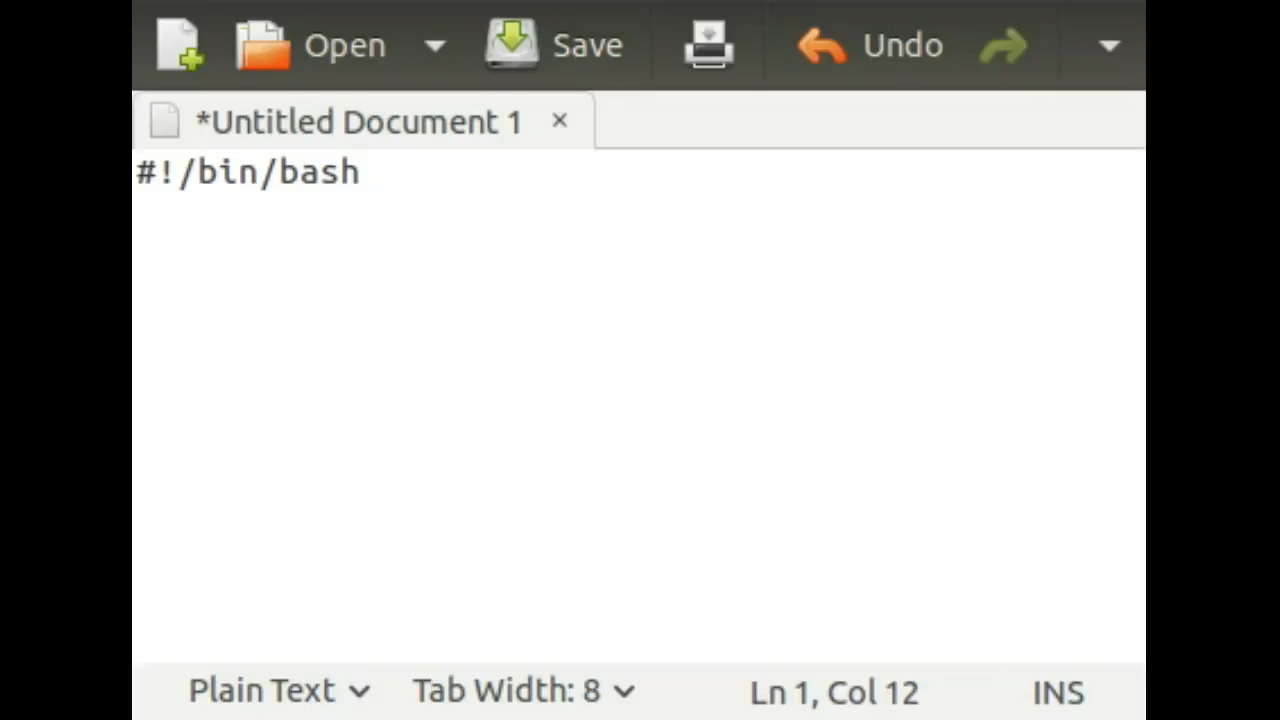 Open Save Undo
*Untitled Document 1 ×
#!/bin/bash
Plain Text Tab Width: 8 Ln 1, Col 12 INS